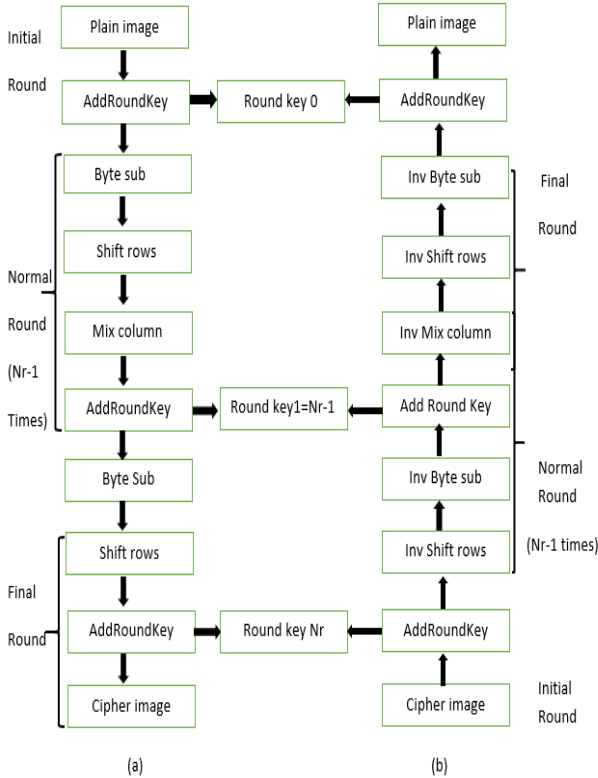 Initial
Round
Plain image
AddRoundKey
Round key 0
Byte sub
Shift rows
Mix column
AddRoundKey
Round key1=Nr-1
Normal
Round
(Nr-1
Times)
Byte Sub
Shift rows
AddRoundKey
Round key Nr
Cipher image
Final
Round
(a)
Plain image
AddRoundKey
Inv Byte sub
Inv Shift rows
Final
Round
Inv Mix column
Add Round Key
Inv Byte sub
Inv Shift rows
Normal
Round
(Nr-1 times)
AddRoundKey
Cipher image
Initial
Round
(b)